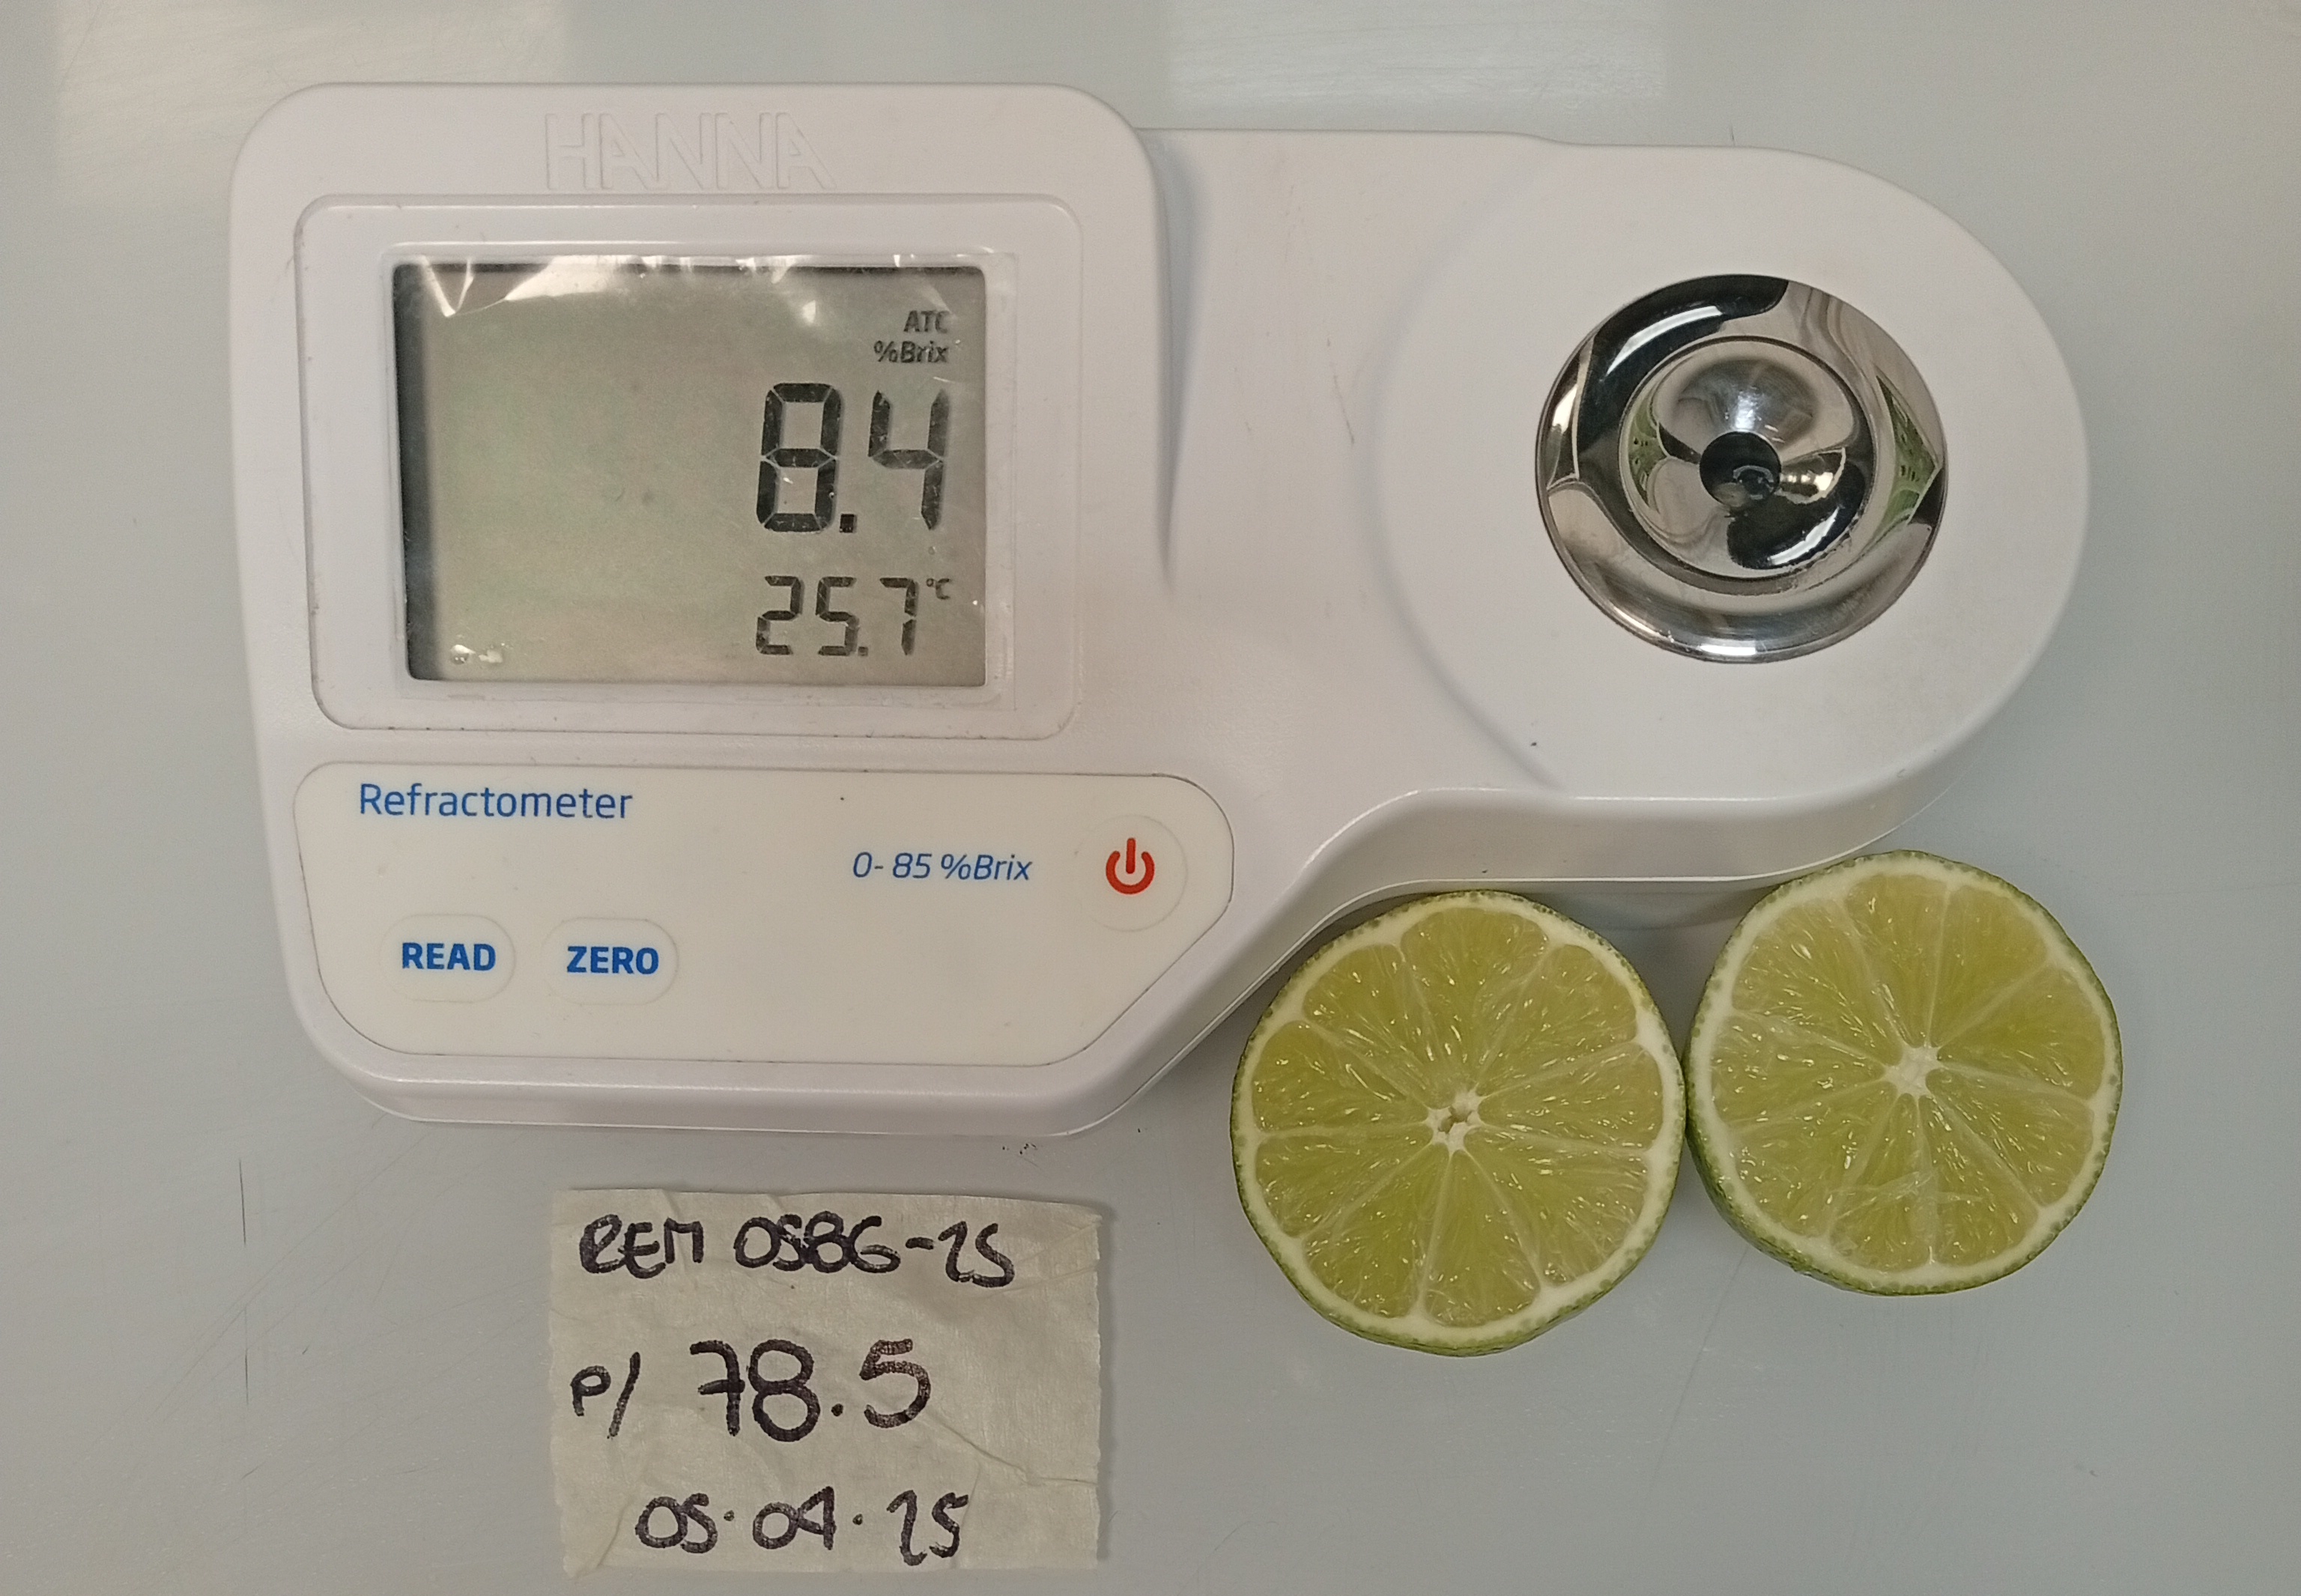 HANNA
ATC
%Brix
8.4
25.7 °C
Refractometer
0-85 %Brix
READ ZERO
REM 0586-25
P/ 78.5
05.04.25